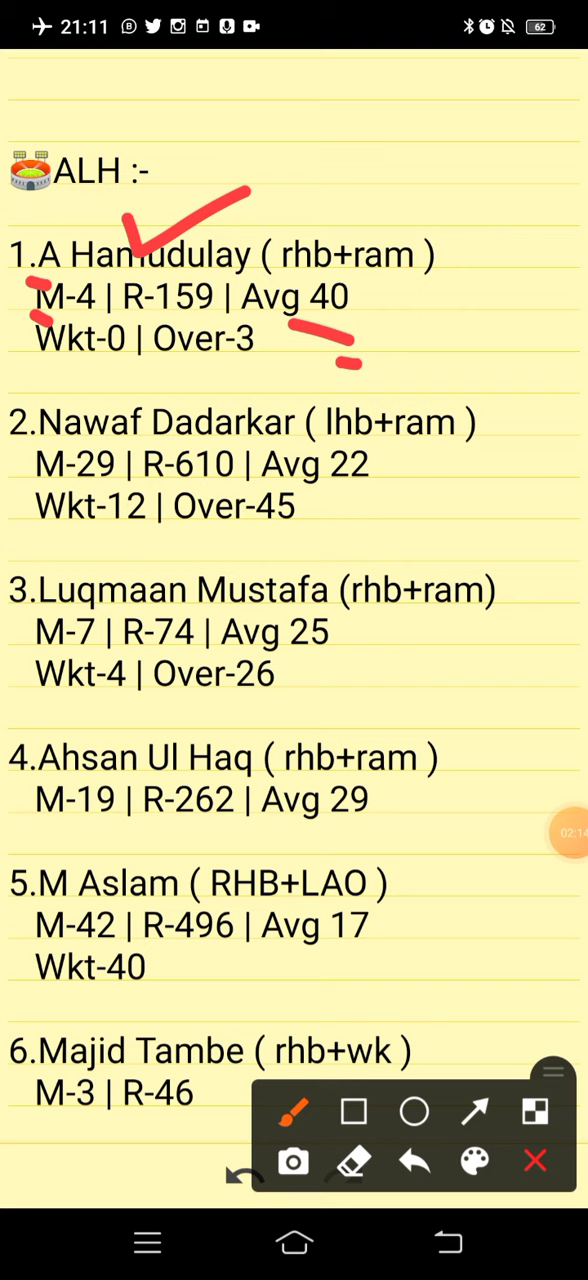 21:11
62
ALH :-
1.A Hamdulay ( rhb+ram )
M-4 | R-159 | Avg 40
Wkt-0 | Over-3
2.Nawaf Dadarkar ( lhb+ram )
M-29 | R-610 | Avg 22
Wkt-12 | Over-45
3.Luqmaan Mustafa (rhb+ram)
M-7 | R-74 | Avg 25
Wkt-4 | Over-26
4.Ahsan Ul Haq ( rhb+ram )
M-19 | R-262 | Avg 29
02:14
5.M Aslam ( RHB+LAO )
M-42 | R-496 | Avg 17
Wkt-40
6.Majid Tambe ( rhb+wk )
M-3 | R-46